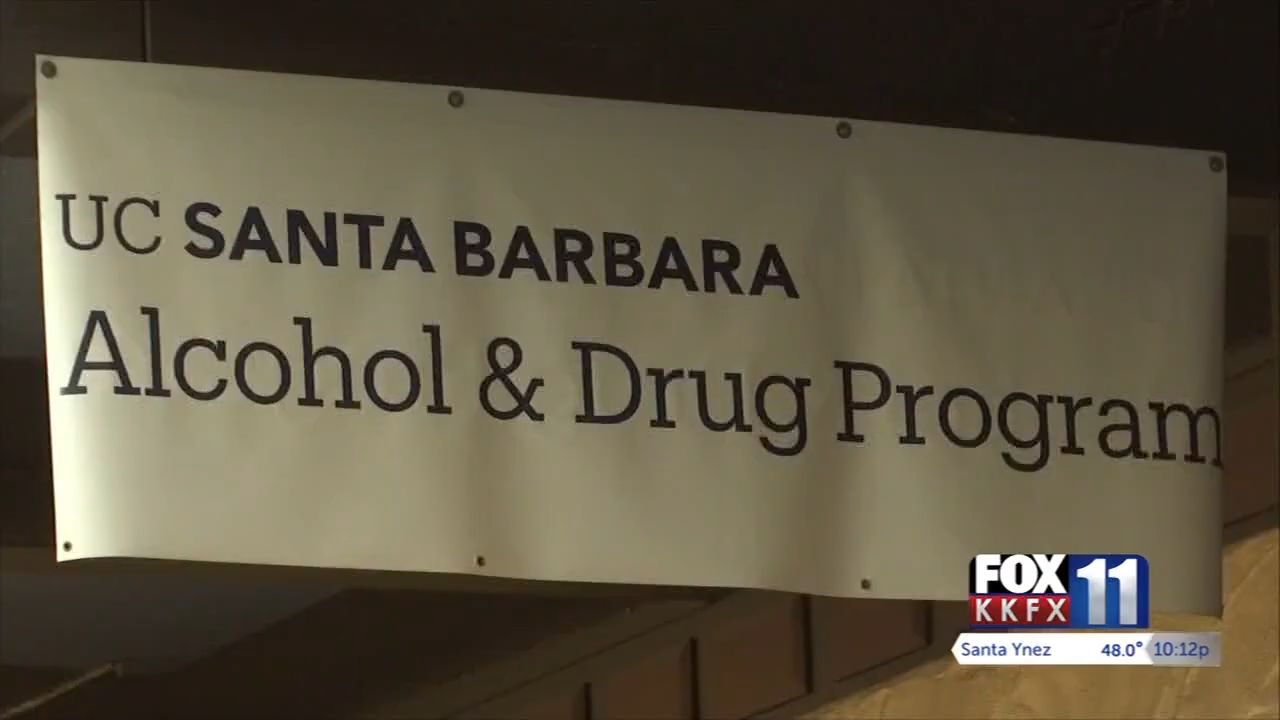 UC SANTA BARBARA
Alcohol & Drug Program
FOX 11
KKFX
Santa Ynez 48.0° 10:12p